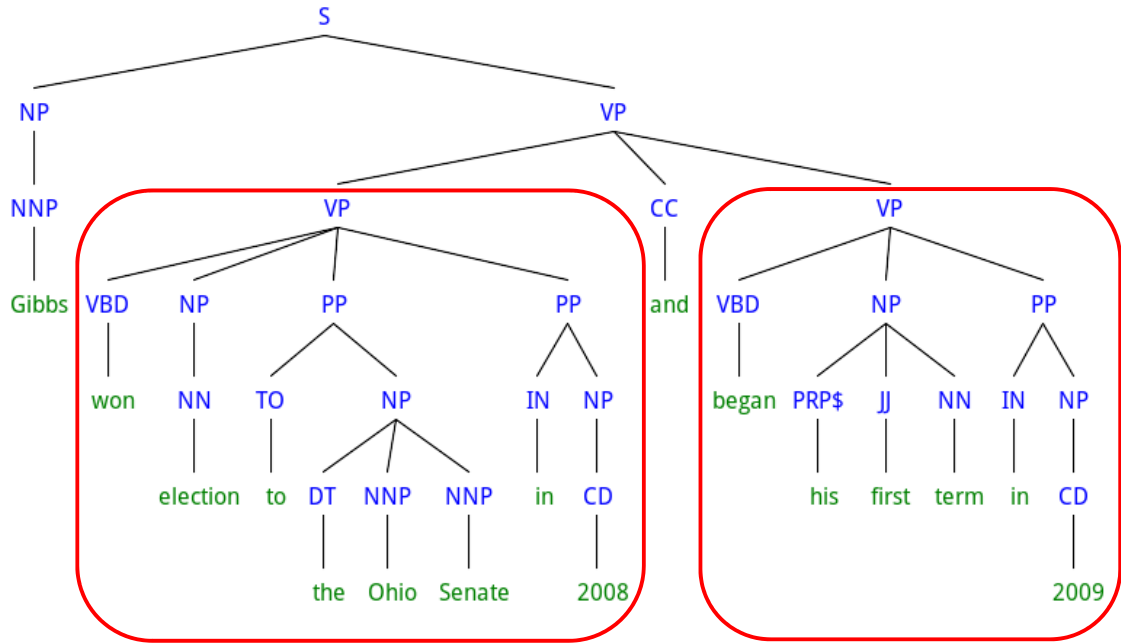 S
NP VP
NNP VP CC VP
Gibbs VBD NP PP PP and VBD NP PP
won NN TO NP IN NP began PRP$ JJ NN IN NP
election to DT NNP NNP in CD his first term in CD
the Ohio Senate 2008 2009